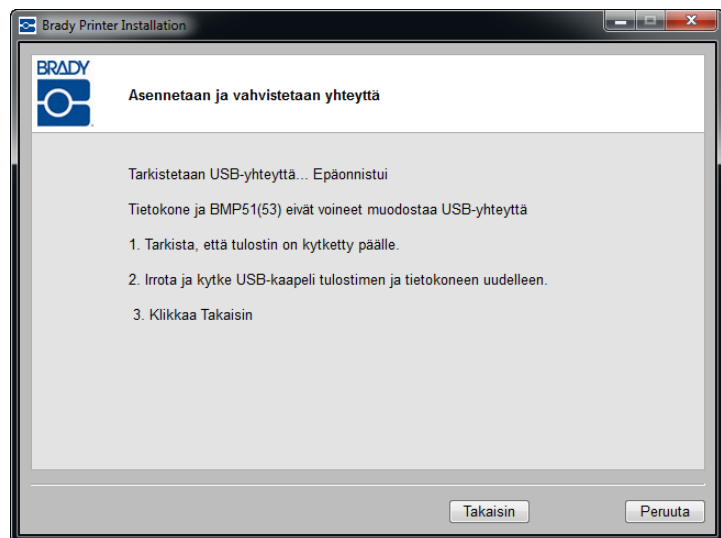 Brady Printer Installation
BRADY
Asennetaan ja vahvistetaan yhteyttä
Tarkistetaan USB-yhteyttä... Epäonnistui
Tietokone ja BMP51(53) eivät voineet muodostaa USB-yhteyttä
1. Tarkista, että tulostin on kytketty päälle.
2. Irrota ja kytke USB-kaapeli tulostimen ja tietokoneen uudelleen.
3. Klikkaa Takaisin
Takaisin
Peruuta